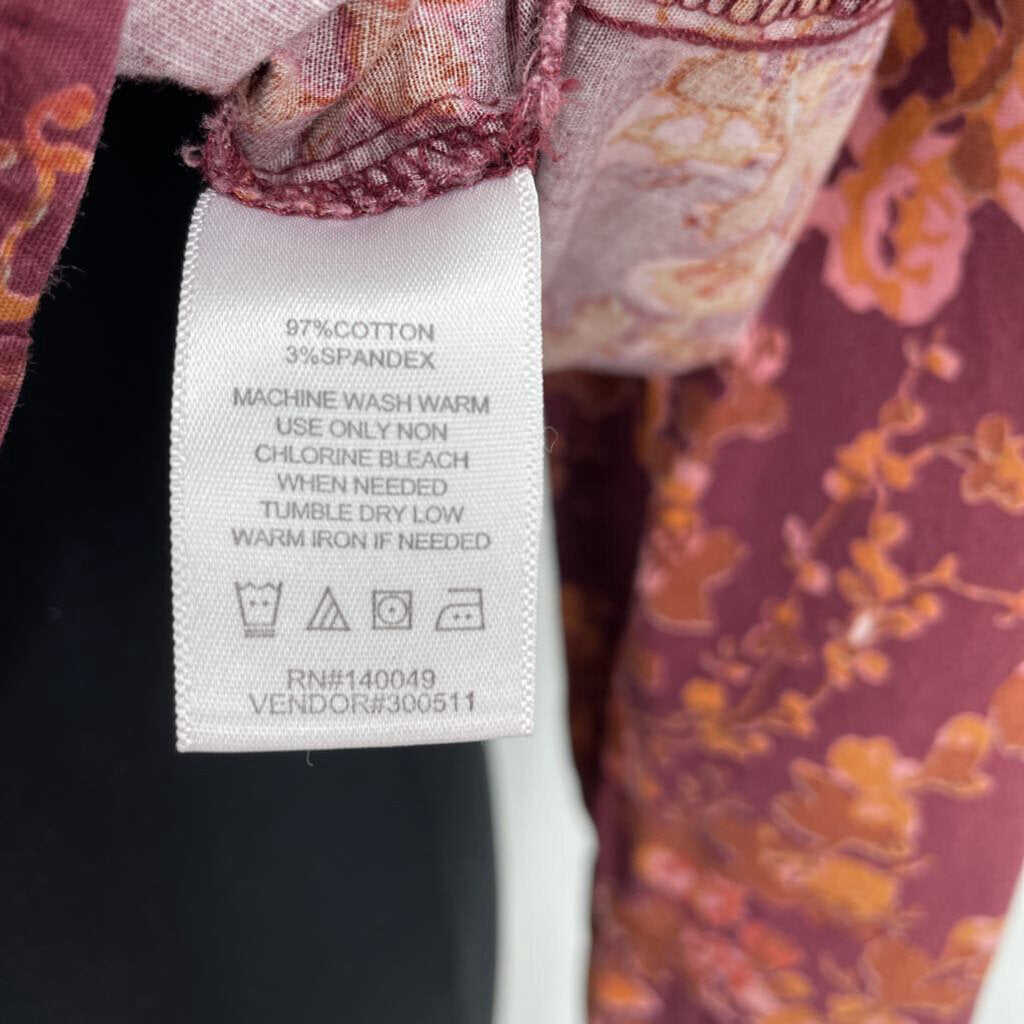 97%COTTON
3%SPANDEX
MACHINE WASH WARM
USE ONLY NON
CHLORINE BLEACH
WHEN NEEDED
TUMBLE DRY LOW
WARM IRON IF NEEDED
RN#140049
VENDOR#300511